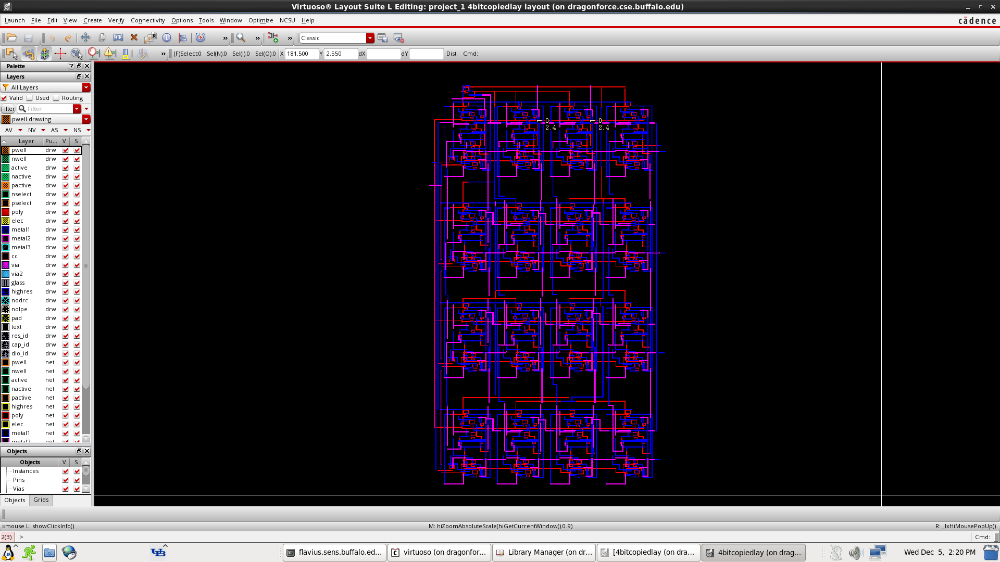 Virtuoso® Layout Suite L Editing: project_1 4bitcopiedlay layout (on dragonforce.cse.buffalo.edu)
Launch File Edit View Create Verify Connectivity Options Tools Window Optimize NCSU Help
cādence
Classic
(F)Select:0 Sel(N):0 Sel(I):0 Sel(O):0 X 181.500 Y 2.550 dX dY Dist: Cmd:
Palette
Layers
All Layers
Valid Used Routing
Filter Filter
pwell drawing
AV NV AS NS
Layer Pu... V S
pwell drw
nwell drw
active drw
nactive drw
pactive drw
nselect drw
pselect drw
poly drw
elec drw
metal1 drw
metal2 drw
metal3 drw
cc drw
via drw
via2 drw
glass drw
highres drw
nodrc drw
nolpe drw
pad drw
text drw
res_id drw
cap_id drw
dio_id drw
pwell net
nwell net
active net
nactive net
pactive net
highres net
poly net
elec net
metal1 net
metal2 net
0 0
2.4 2.4
Objects
Objects V S
Instances
Pins
Vias
Objects Grids
mouse L: showClickInfo() M: hiZoomAbsoluteScale(hiGetCurrentWindow() 0.9) R: _lxHiMousePopUp()
2(3) > Cmd:
flavius.sens.buffalo.ed... virtuoso (on dragonfor... Library Manager (on dr... [4bitcopiedlay (on dra... 4bitcopiedlay (on drag... Wed Dec 5, 2:20 PM